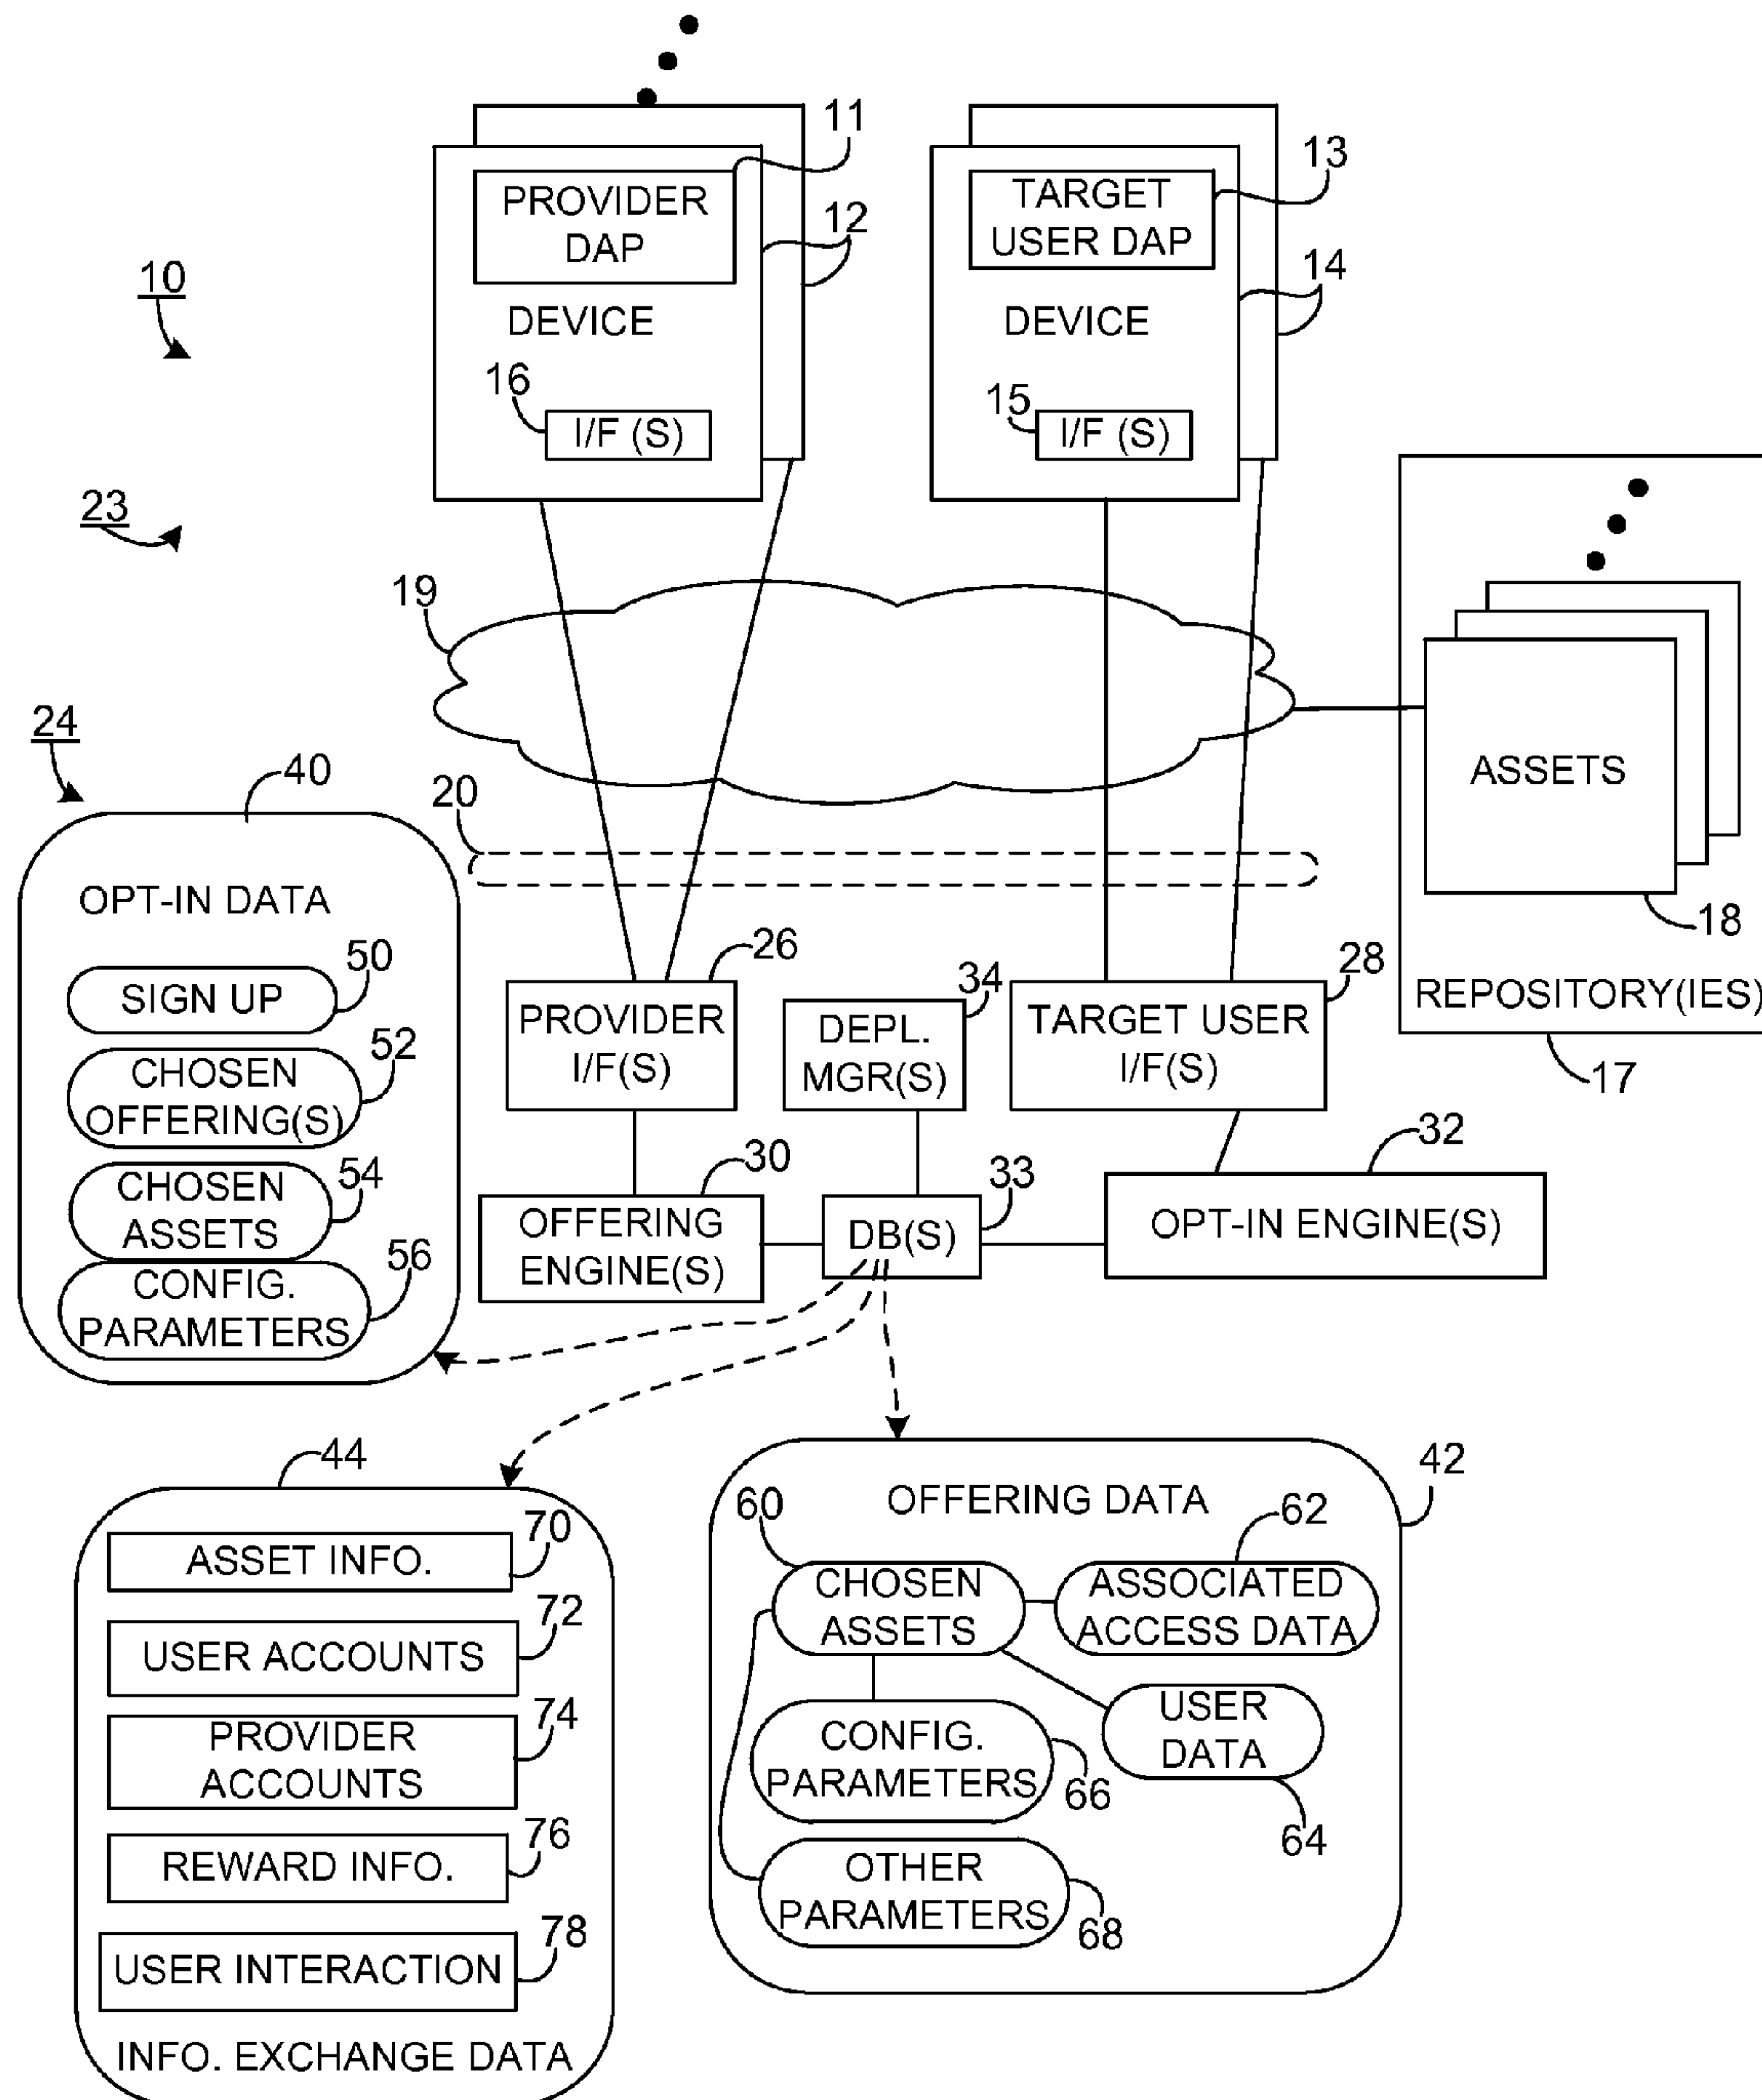 11
13
PROVIDER
DAP
TARGET
USER DAP
12
14
10
DEVICE
DEVICE
16
I/F (S)
15
I/F (S)
23
19
24
40
20
ASSETS
18
OPT-IN DATA
50
SIGN UP
26
34
28
REPOSITORY(IES)
17
PROVIDER
I/F(S)
DEPL.
MGR(S)
TARGET USER
I/F(S)
52
CHOSEN
OFFERING(S)
30
33
32
54
CHOSEN
ASSETS
OFFERING
ENGINE(S)
DB(S)
OPT-IN ENGINE(S)
56
CONFIG.
PARAMETERS
44
42
OFFERING DATA
60
62
70
ASSET INFO.
CHOSEN
ASSETS
ASSOCIATED
ACCESS DATA
72
USER ACCOUNTS
74
PROVIDER
ACCOUNTS
CONFIG.
PARAMETERS
66
USER
DATA
64
76
REWARD INFO.
OTHER
PARAMETERS
68
78
USER INTERACTION
INFO. EXCHANGE DATA